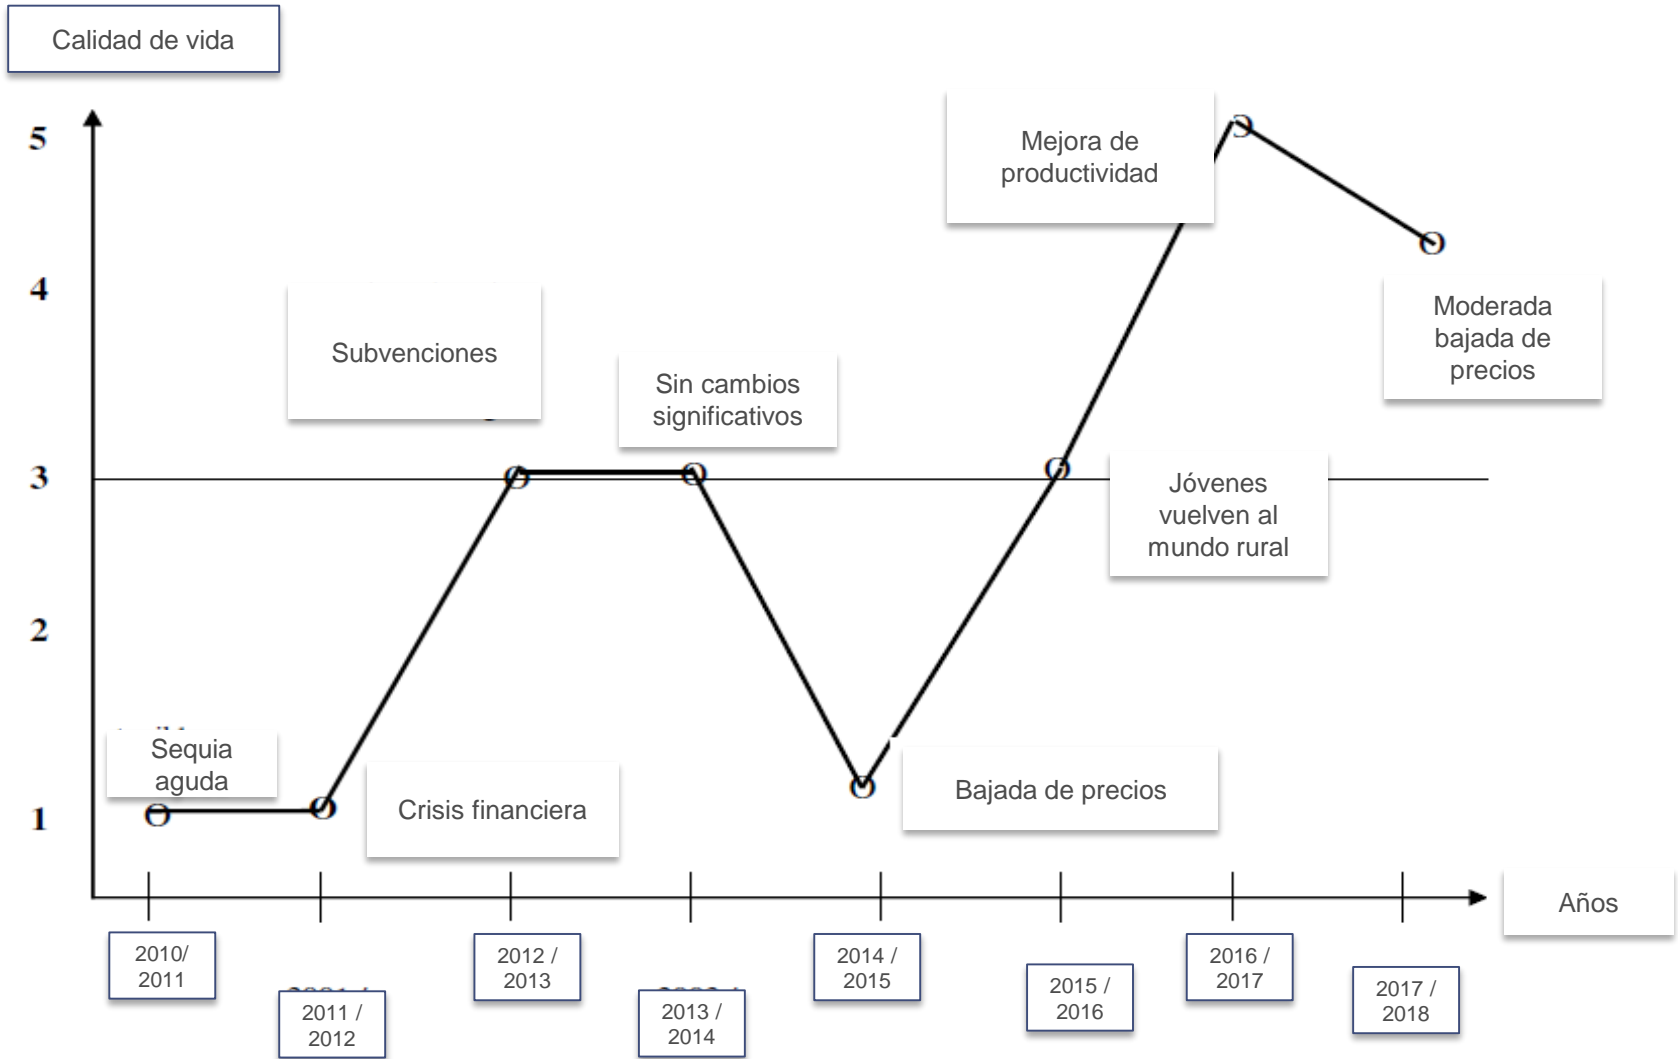 Calidad de vida
5
4
3
2
1
Mejora de
productividad
Moderada
bajada de
precios
Subvenciones
Sin cambios
significativos
Jóvenes
vuelven al
mundo rural
Sequia
aguda
Crisis financiera
Bajada de precios
Años
2010/
2011
2011 /
2012
2012 /
2013
2013 /
2014
2014 /
2015
2015 /
2016
2016 /
2017
2017 /
2018